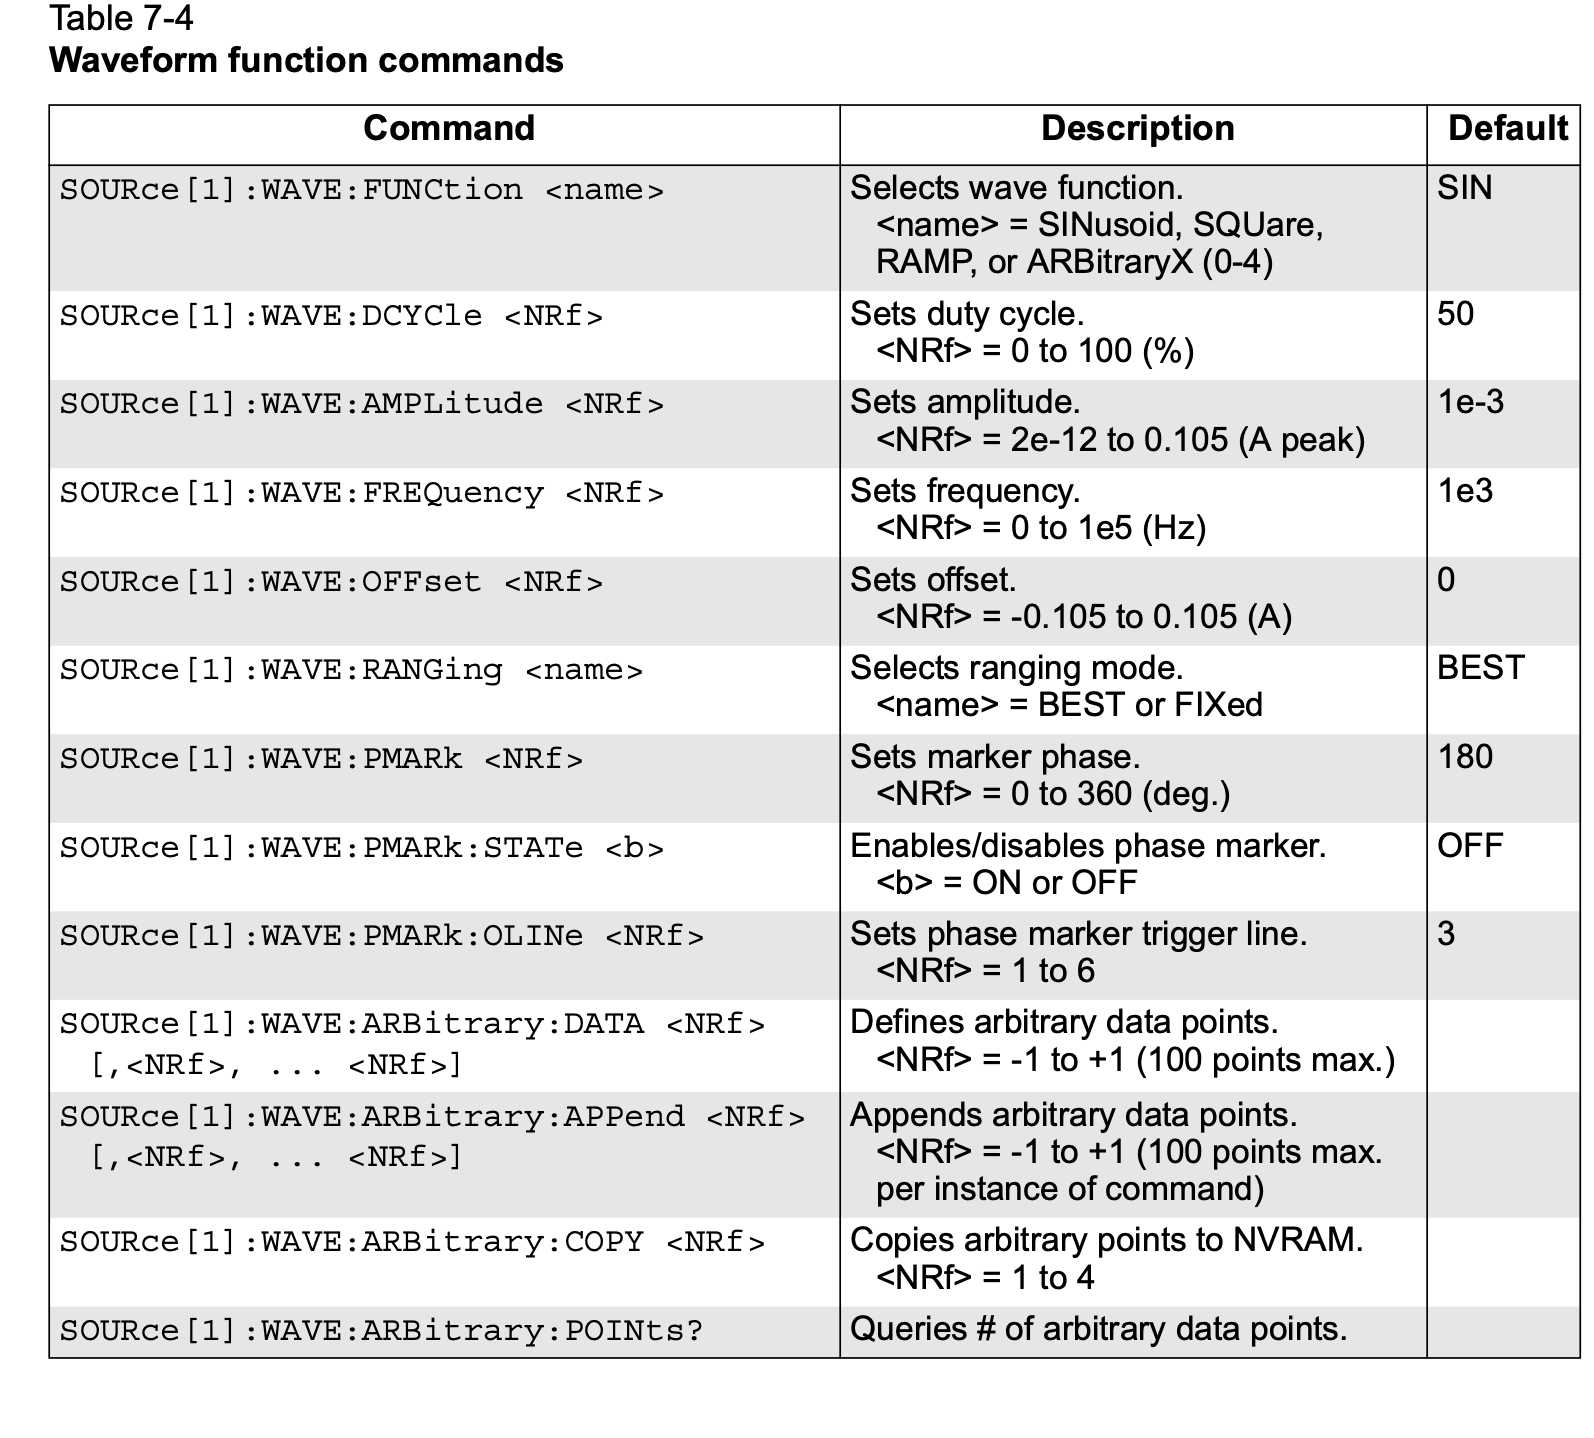 Table 7-4
Waveform function commands
Command Description Default
SOURce[1]:WAVE:FUNCtion <name> Selects wave function. SIN
<name> = SINusoid, SQUare,
RAMP, or ARBitraryX (0-4)
SOURce[1]:WAVE:DCYCle <NRf> Sets duty cycle. 50
<NRf> = 0 to 100 (%)
SOURce[1]:WAVE:AMPLitude <NRf> Sets amplitude. 1e-3
<NRf> = 2e-12 to 0.105 (A peak)
SOURce[1]:WAVE:FREQuency <NRf> Sets frequency. 1e3
<NRf> = 0 to 1e5 (Hz)
SOURce[1]:WAVE:OFFset <NRf> Sets offset. 0
<NRf> = -0.105 to 0.105 (A)
SOURce[1]:WAVE:RANGing <name> Selects ranging mode. BEST
<name> = BEST or FIXed
SOURce[1]:WAVE:PMARk <NRf> Sets marker phase. 180
<NRf> = 0 to 360 (deg.)
SOURce[1]:WAVE:PMARk:STATe <b> Enables/disables phase marker. OFF
<b> = ON or OFF
SOURce[1]:WAVE:PMARk:OLINe <NRf> Sets phase marker trigger line. 3
<NRf> = 1 to 6
SOURce[1]:WAVE:ARBitrary:DATA <NRf> Defines arbitrary data points.
[,<NRf>, ... <NRf>] <NRf> = -1 to +1 (100 points max.)
SOURce[1]:WAVE:ARBitrary:APPend <NRf> Appends arbitrary data points.
[,<NRf>, ... <NRf>] <NRf> = -1 to +1 (100 points max.
per instance of command)
SOURce[1]:WAVE:ARBitrary:COPY <NRf> Copies arbitrary points to NVRAM.
<NRf> = 1 to 4
SOURce[1]:WAVE:ARBitrary:POINts? Queries # of arbitrary data points.